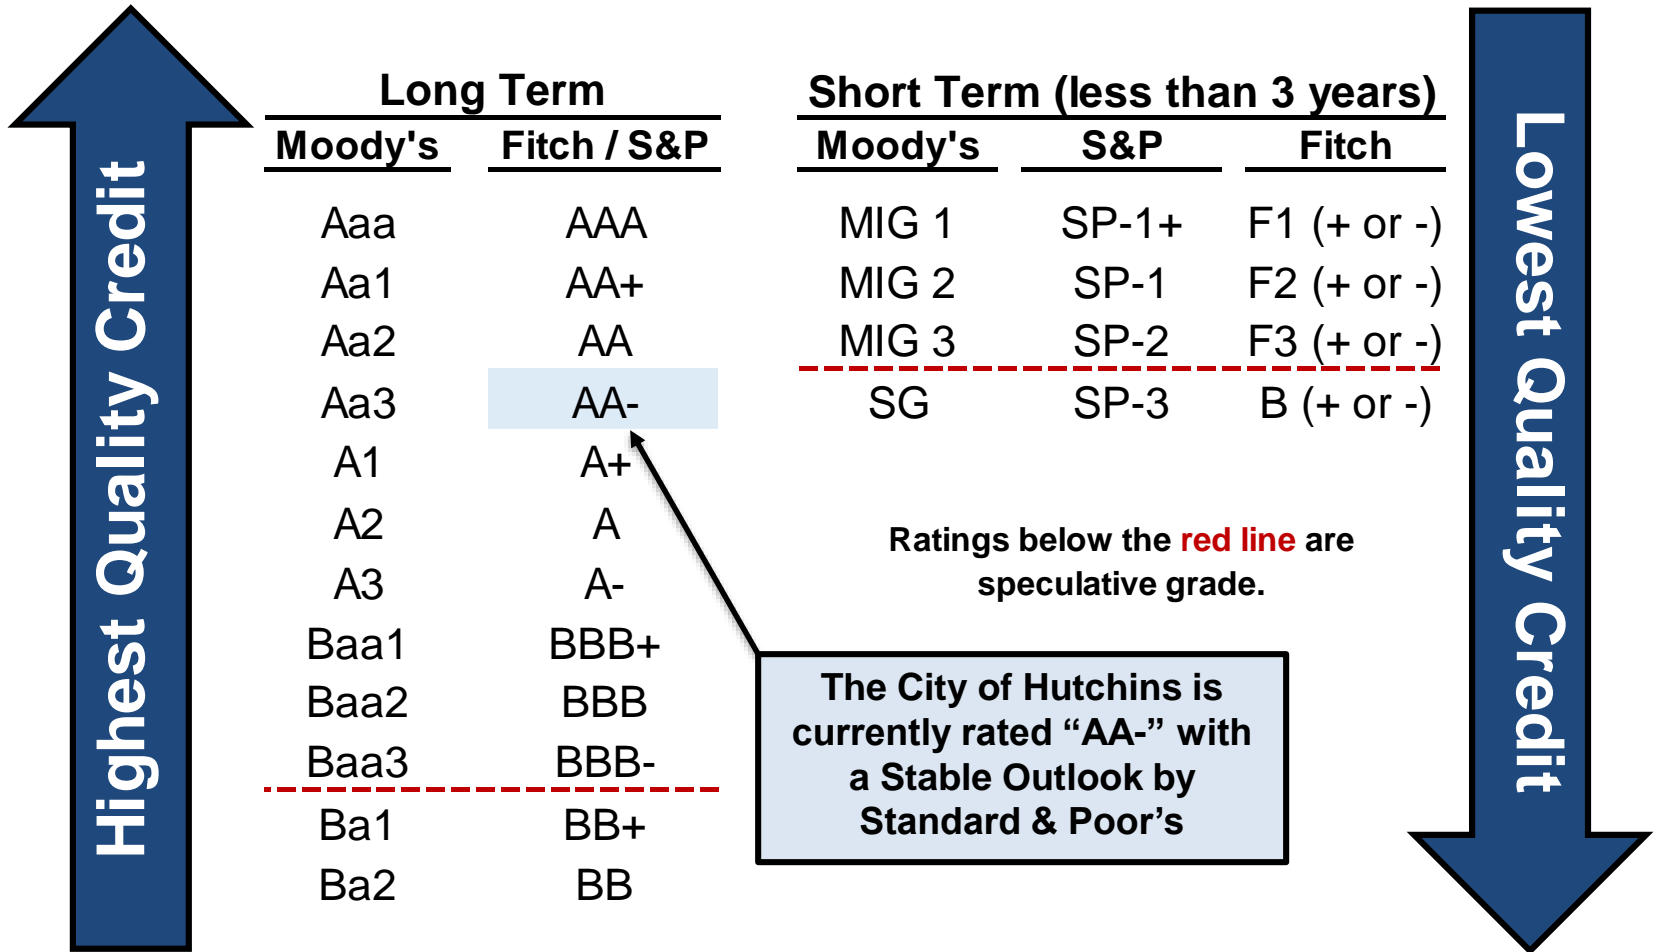 Highest Quality Credit
Long Term
Moody's Fitch / S&P
Aaa AAA
Aa1 AA+
Aa2 AA
Aa3 AA-
A1 A+
A2 A
A3 A-
Baa1 BBB+
Baa2 BBB
Baa3 BBB-
Ba1 BB+
Ba2 BB
Short Term (less than 3 years)
Moody's S&P Fitch
MIG 1 SP-1+ F1 (+ or -)
MIG 2 SP-1 F2 (+ or -)
MIG 3 SP-2 F3 (+ or -)
SG SP-3 B (+ or -)
Ratings below the red line are
speculative grade.
The City of Hutchins is
currently rated “AA-” with
a Stable Outlook by
Standard & Poor’s
Lowest Quality Credit